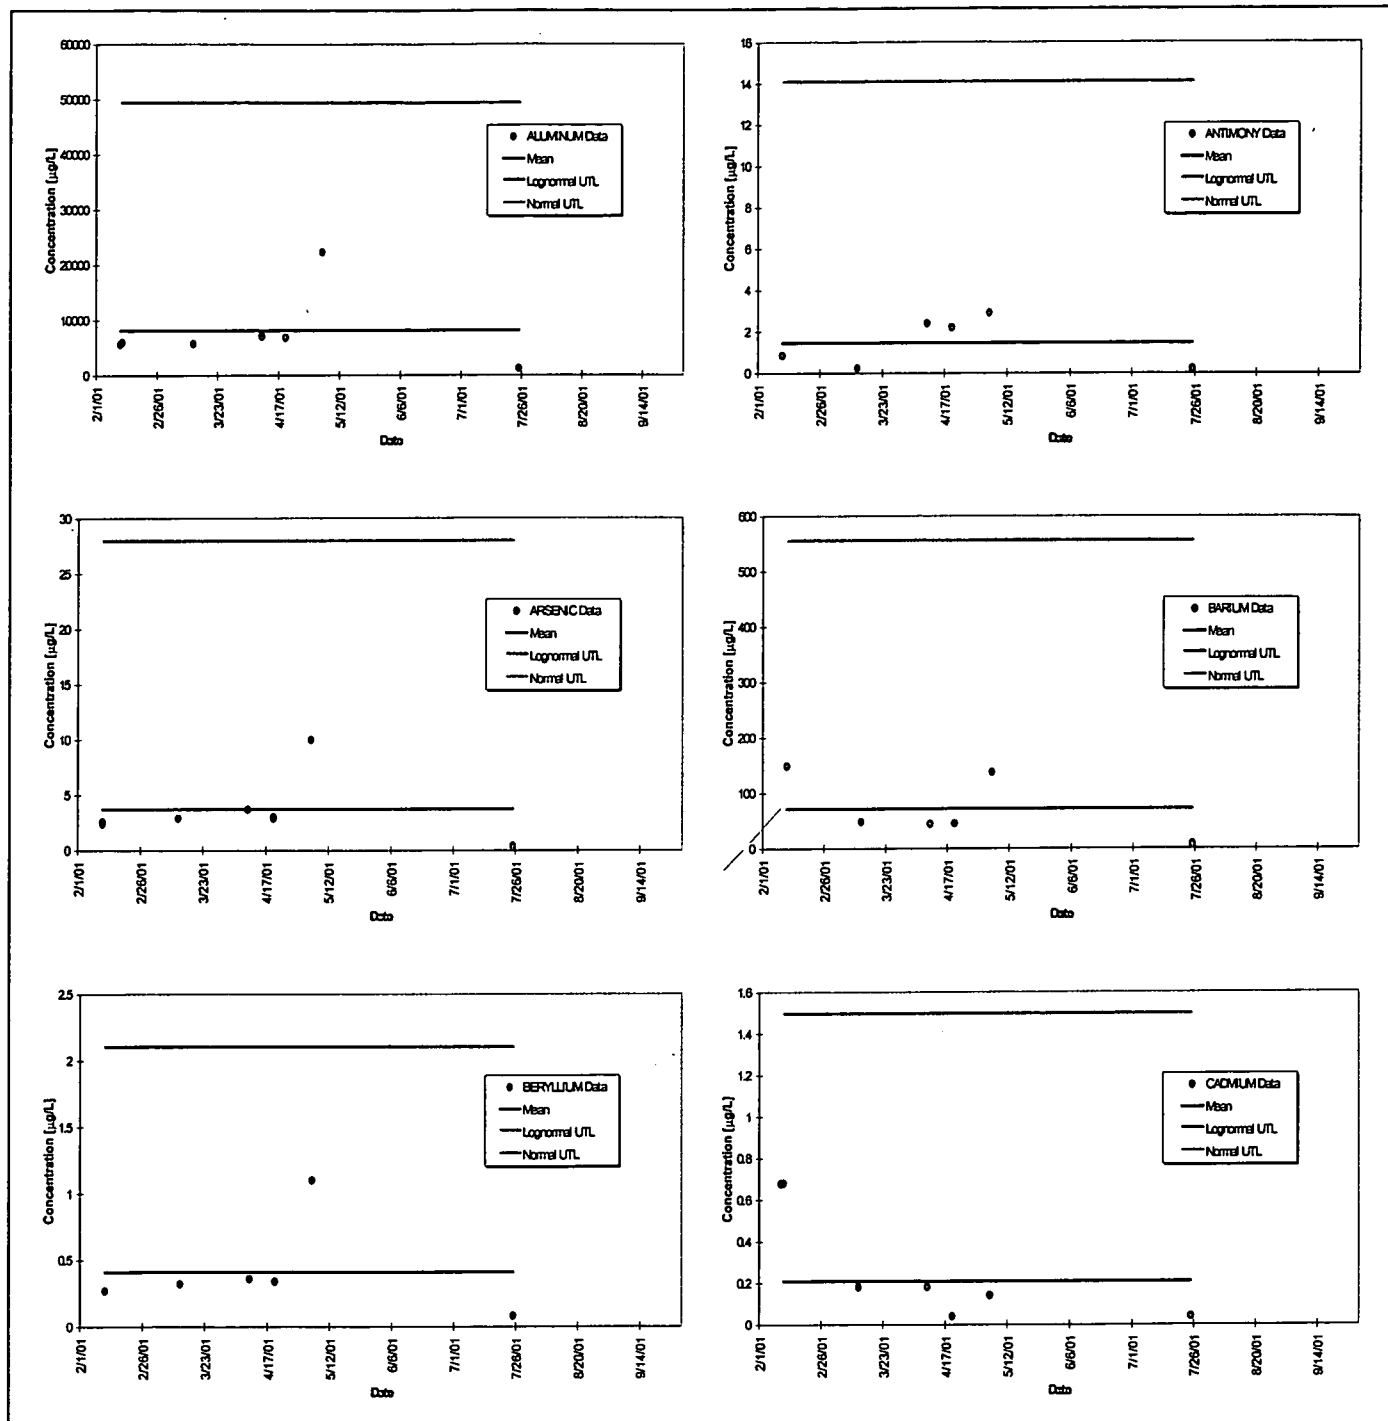 60000
50000
40000
30000
20000
10000
0
Concentration [µg/L]
ALUMINUM Data
Mean
Lognormal UTL
Normal UTL
2/1/01
2/26/01
3/23/01
4/17/01
5/12/01
6/6/01
7/1/01
7/26/01
8/20/01
9/14/01
Date
16
14
12
10
8
6
4
2
0
Concentration [µg/L]
ANTIMONY Data
Mean
Lognormal UTL
Normal UTL
2/1/01
2/26/01
3/23/01
4/17/01
5/12/01
6/6/01
7/1/01
7/26/01
8/20/01
9/14/01
Date
30
25
20
15
10
5
0
Concentration [µg/L]
ARSENIC Data
Mean
Lognormal UTL
Normal UTL
2/1/01
2/26/01
3/23/01
4/17/01
5/12/01
6/6/01
7/1/01
7/26/01
8/20/01
9/14/01
Date
600
500
400
300
200
100
0
Concentration [µg/L]
BARIUM Data
Mean
Lognormal UTL
Normal UTL
2/1/01
2/26/01
3/23/01
4/17/01
5/12/01
6/6/01
7/1/01
7/26/01
8/20/01
9/14/01
Date
2.5
2
1.5
1
0.5
0
Concentration [µg/L]
BERYLLIUM Data
Mean
Lognormal UTL
Normal UTL
2/1/01
2/26/01
3/23/01
4/17/01
5/12/01
6/6/01
7/1/01
7/26/01
8/20/01
9/14/01
Date
1.6
1.4
1.2
1
0.8
0.6
0.4
0.2
0
Concentration [µg/L]
CADMIUM Data
Mean
Lognormal UTL
Normal UTL
2/1/01
2/26/01
3/23/01
4/17/01
5/12/01
6/6/01
7/1/01
7/26/01
8/20/01
9/14/01
Date